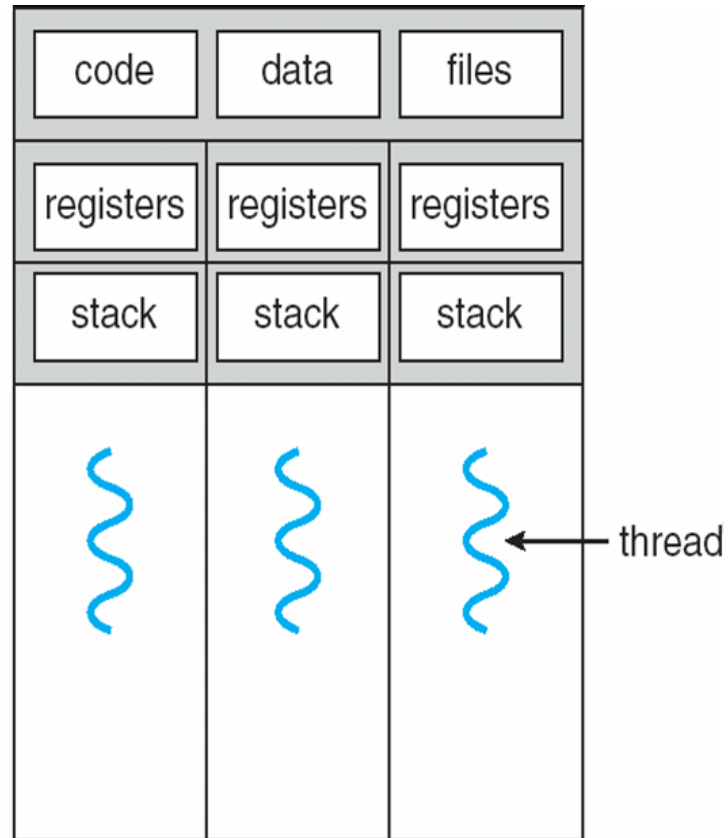 code data files
registers registers registers
stack stack stack
thread